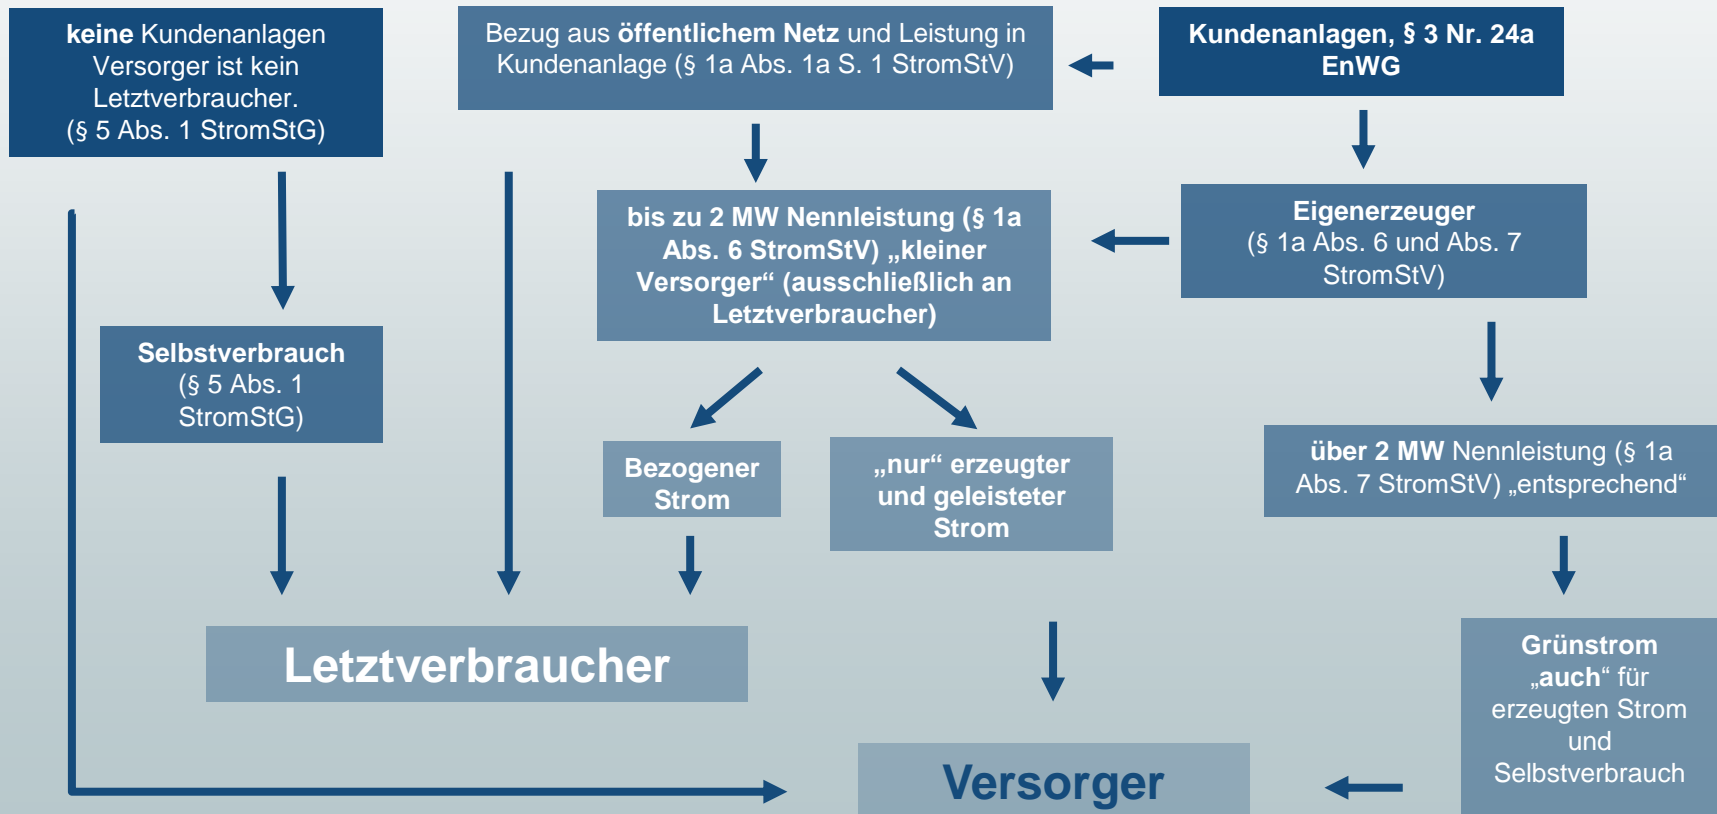 keine Kundenanlagen
Versorger ist kein
Letztverbraucher.
(§ 5 Abs. 1 StromStG)
Bezug aus öffentlichem Netz und Leistung in
Kundenanlage (§ 1a Abs. 1a S. 1 StromStV)
Kundenanlagen, § 3 Nr. 24a
EnWG
bis zu 2 MW Nennleistung (§ 1a
Abs. 6 StromStV) „kleiner
Versorger“ (ausschließlich an
Letztverbraucher)
Eigenerzeuger
(§ 1a Abs. 6 und Abs. 7
StromStV)
Selbstverbrauch
(§ 5 Abs. 1
StromStG)
Bezogener
Strom
„nur“ erzeugter
und geleisteter
Strom
über 2 MW Nennleistung (§ 1a
Abs. 7 StromStV) „entsprechend“
Letztverbraucher
Grünstrom
„auch“ für
erzeugten Strom
und
Selbstverbrauch
Versorger